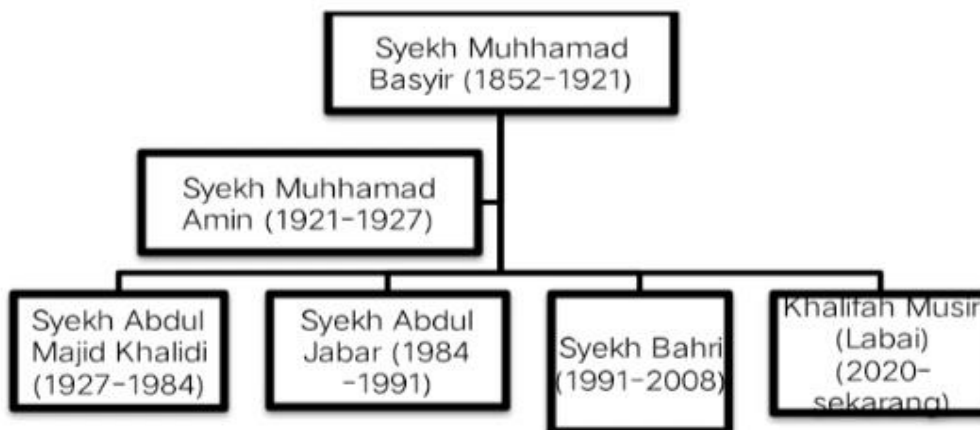 Syekh Muhhamad
Basyir (1852-1921)
Syekh Muhhamad
Amin (1921-1927)
Syekh Abdul
Majid Khalidi
(1927-1984)
Syekh Abdul
Jabar (1984
-1991)
Syekh Bahri
(1991-2008)
Khalifah Musir
(Labai)
(2020-
sekarang)